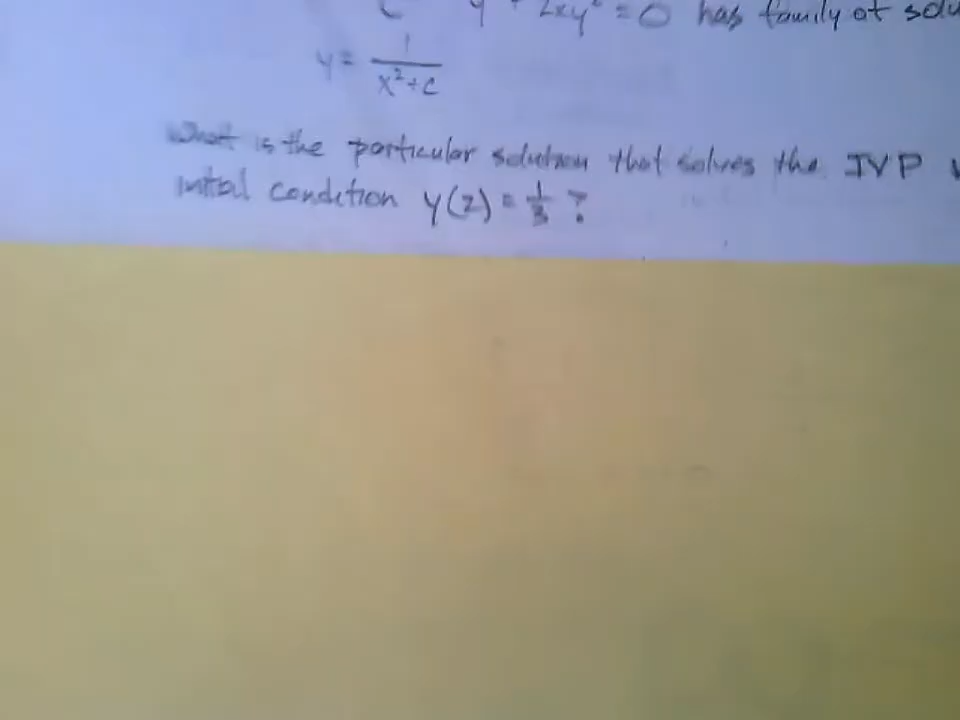 y + 2xy² = 0 has family of solu
y = 1/(x²+c)
What is the particular solution that solves the IVP
initial condition y(2) = 1/3 ?